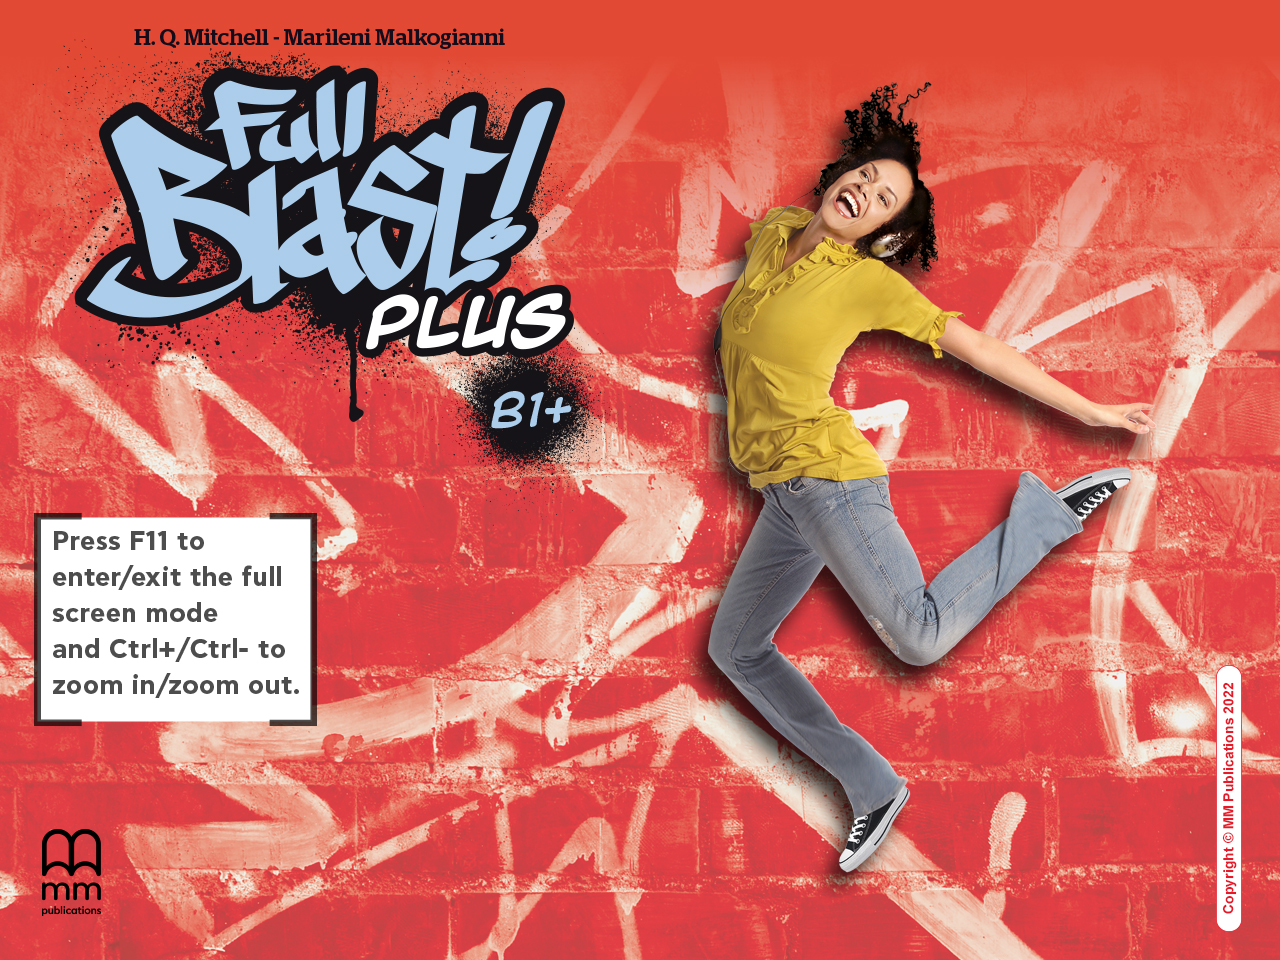 H. Q. Mitchell - Marileni Malkogianni
Full
Blast!
PLUS
B1+
Press F11 to
enter/exit the full
screen mode
and Ctrl+/Ctrl- to
zoom in/zoom out.
mm
publications
Copyright © MM Publications 2022